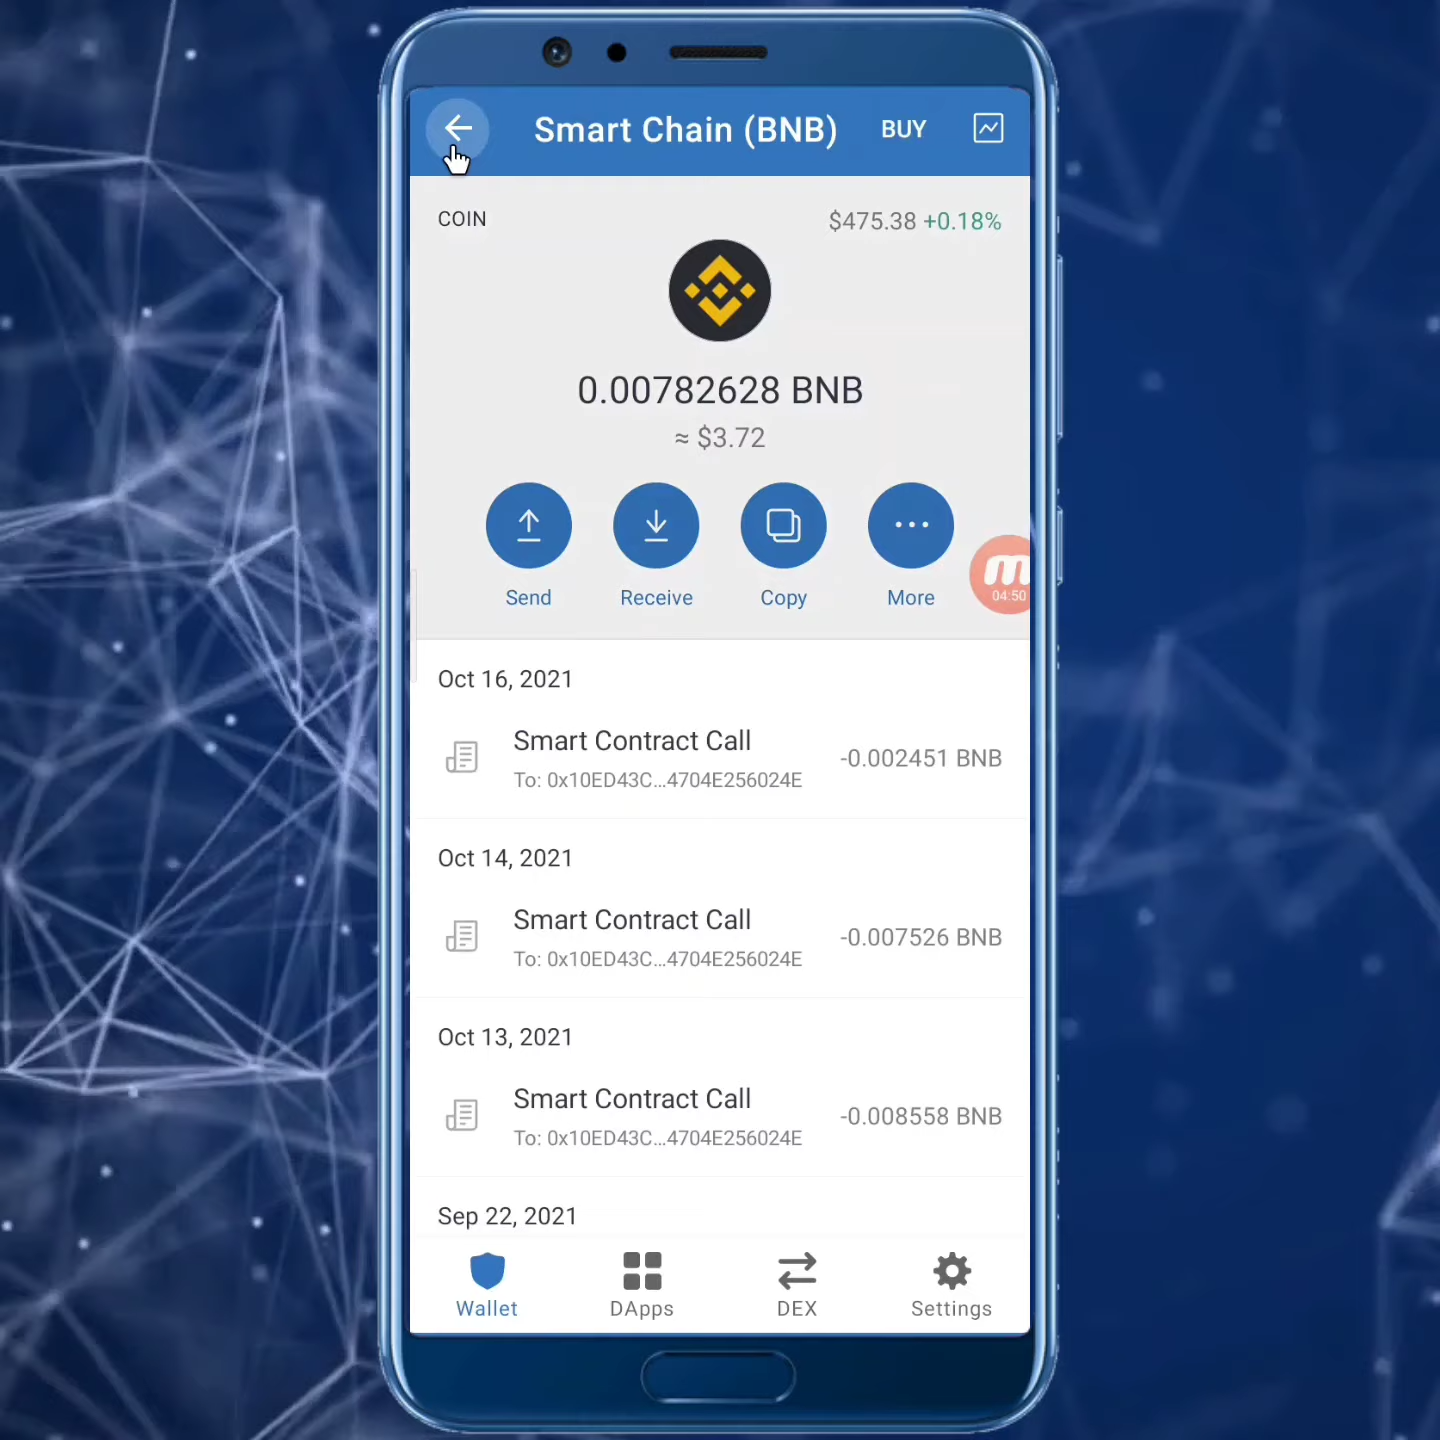 Smart Chain (BNB)
BUY
COIN
$475.38 +0.18%
0.00782628 BNB
≈ $3.72
Send
Receive
Copy
More
m
04:50
Oct 16, 2021
Smart Contract Call
-0.002451 BNB
To: 0x10ED43C...4704E256024E
Oct 14, 2021
Smart Contract Call
-0.007526 BNB
To: 0x10ED43C...4704E256024E
Oct 13, 2021
Smart Contract Call
-0.008558 BNB
To: 0x10ED43C...4704E256024E
Sep 22, 2021
Wallet
DApps
DEX
Settings